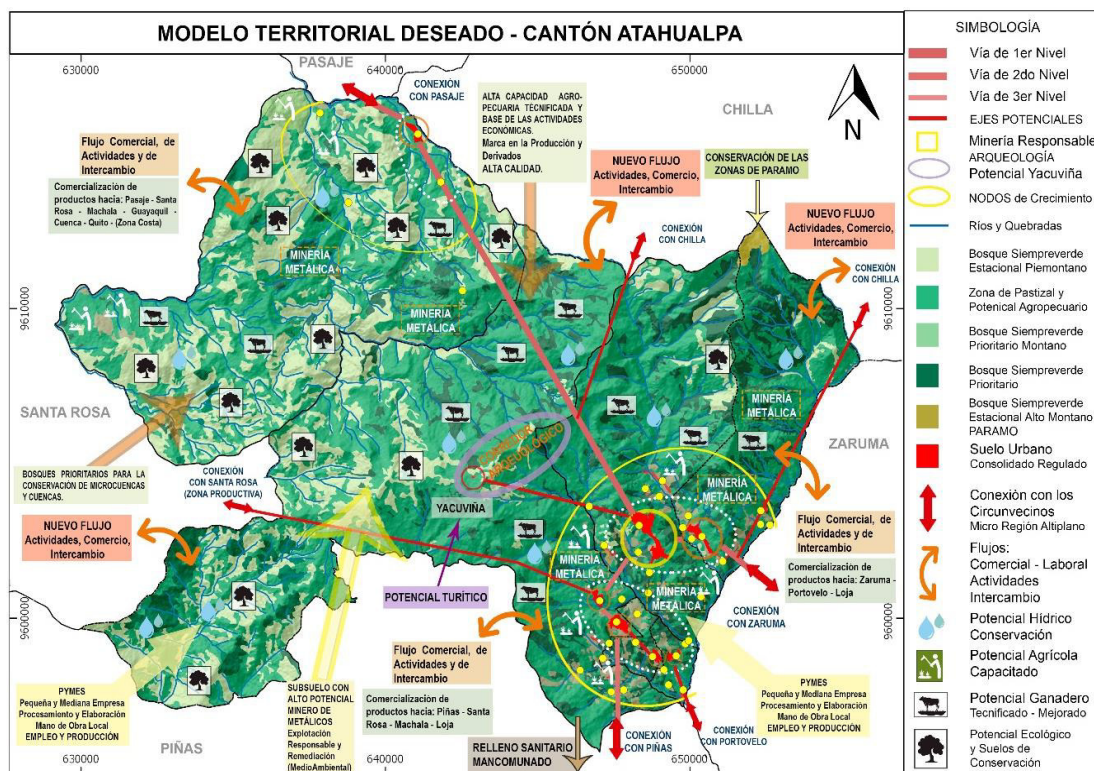 MODELO TERRITORIAL DESEADO - CANTÓN ATAHUALPA
630000
640000
650000
PASAJE
CONEXIÓN
CON PASAJE
CHILLA
N
Flujo Comercial, de
Actividades y de
Intercambio
Comercialización de
productos hacia: Pasaje - Santa
Rosa - Machala - Guayaquil -
Cuenca - Quito - (Zona Costa)
ALTA CAPACIDAD AGRO-
PECUARIA TÉCNIFICADA Y
BASE DE LAS ACTIVIDADES
ECONÓMICAS.
Marca en la Producción y
Derivados
ALTA CALIDAD.
NUEVO FLUJO
Actividades, Comercio,
Intercambio
CONSERVACIÓN DE LAS
ZONAS DE PARAMO
NUEVO FLUJO
Actividades, Comercio,
Intercambio
CONEXIÓN
CON CHILLA
CONEXIÓN
CON CHILLA
MINERÍA
METÁLICA
MINERÍA
METÁLICA
9610000
9610000
MINERÍA
METÁLICA
SANTA ROSA
ZARUMA
BOSQUES PRIORITARIOS PARA LA
CONSERVACIÓN DE MICROCUENCAS
Y CUENCAS.
CONEXIÓN
CON SANTA ROSA
(ZONA PRODUCTIVA)
CORREDOR
ARQUEOLÓGICO
YACUVIÑA
MINERÍA
METÁLICA
NUEVO FLUJO
Actividades, Comercio,
Intercambio
Flujo Comercial, de
Actividades y de
Intercambio
Comercialización de
productos hacia: Zaruma -
Portovelo - Loja
MINERÍA
METÁLICA
MINERÍA
METÁLICA
POTENCIAL TURÍTICO
9600000
9600000
CONEXIÓN
CON ZARUMA
Flujo Comercial, de
Actividades y de
Intercambio
Comercialización de
productos hacia: Piñas - Santa
Rosa - Machala - Loja
PYMES
Pequeña y Mediana Empresa
Procesamiento y Elaboración
Mano de Obra Local
EMPLEO Y PRODUCCIÓN
SUBSUELO CON
ALTO POTENCIAL
MINERO DE
METÁLICOS
Explotación
Responsable y
Remediación
(MedioAmbiental)
PYMES
Pequeña y Mediana Empresa
Procesamiento y Elaboración
Mano de Obra Local
EMPLEO Y PRODUCCIÓN
PIÑAS
RELLENO SANITARIO
MANCOMUNADO
CONEXIÓN
CON PIÑAS
CONEXIÓN
CON PORTOVELO
630000
640000
650000
SIMBOLOGÍA
Vía de 1er Nivel
Vía de 2do Nivel
Vía de 3er Nivel
EJES POTENCIALES
Minería Responsable
ARQUEOLOGÍA
Potencial Yacuviña
NODOS de Crecimiento
Ríos y Quebradas
Bosque Siempreverde
Estacional Piemontano
Zona de Pastizal y
Potenical Agropecuario
Bosque Siempreverde
Prioritario Montano
Bosque Siempreverde
Prioritario
Bosque Siempreverde
Estacional Alto Montano
PARAMO
Suelo Urbano
Consolidado Regulado
Conexión con los
Circunvecinos
Micro Región Altiplano
Flujos:
Comercial - Laboral
Actividades
Intercambio
Potencial Hídrico
Conservación
Potencial Agrícola
Capacitado
Potencial Ganadero
Tecnificado - Mejorado
Potencial Ecológico
y Suelos de
Conservación